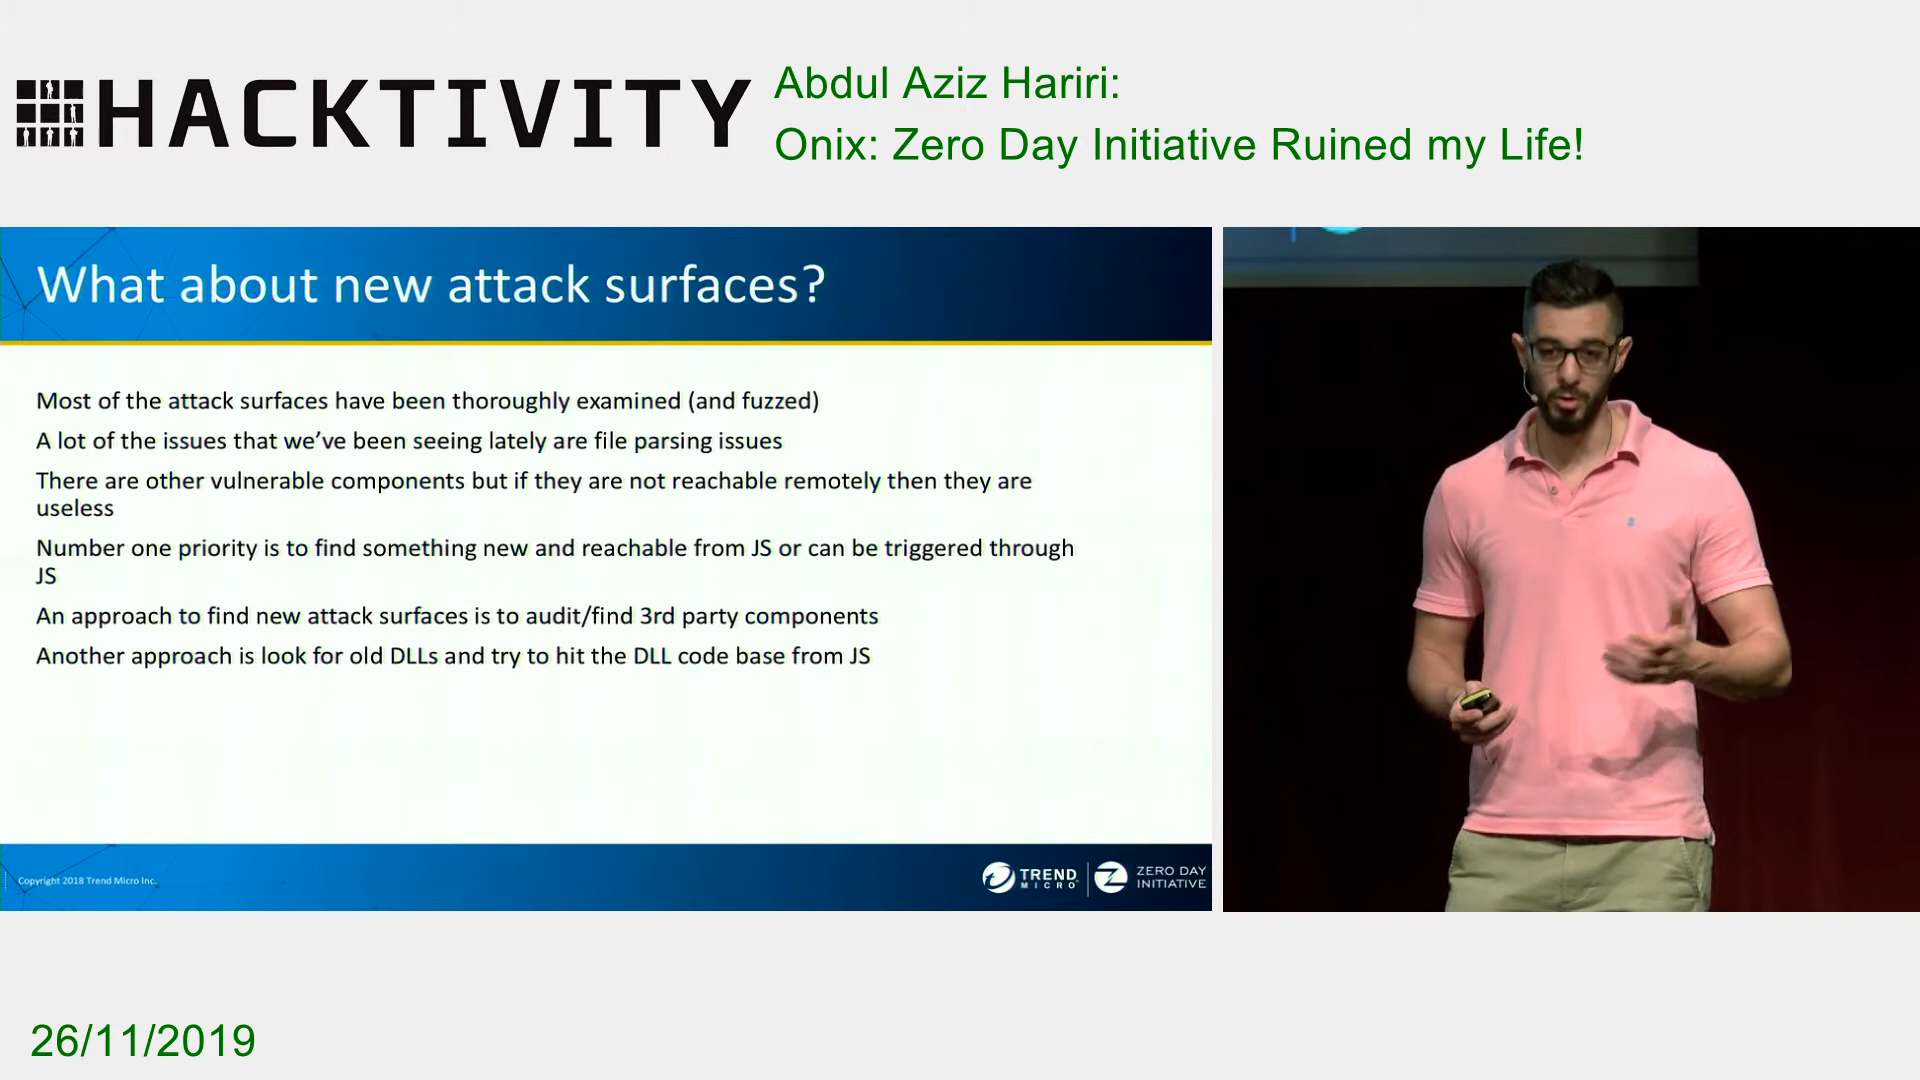 HACKTIVITY
Abdul Aziz Hariri:
Onix: Zero Day Initiative Ruined my Life!
What about new attack surfaces?
Most of the attack surfaces have been thoroughly examined (and fuzzed)
A lot of the issues that we’ve been seeing lately are file parsing issues
There are other vulnerable components but if they are not reachable remotely then they are
useless
Number one priority is to find something new and reachable from JS or can be triggered through
JS
An approach to find new attack surfaces is to audit/find 3rd party components
Another approach is look for old DLLs and try to hit the DLL code base from JS
Copyright 2018 Trend Micro Inc.
TREND
MICRO
ZERO DAY
INITIATIVE
26/11/2019